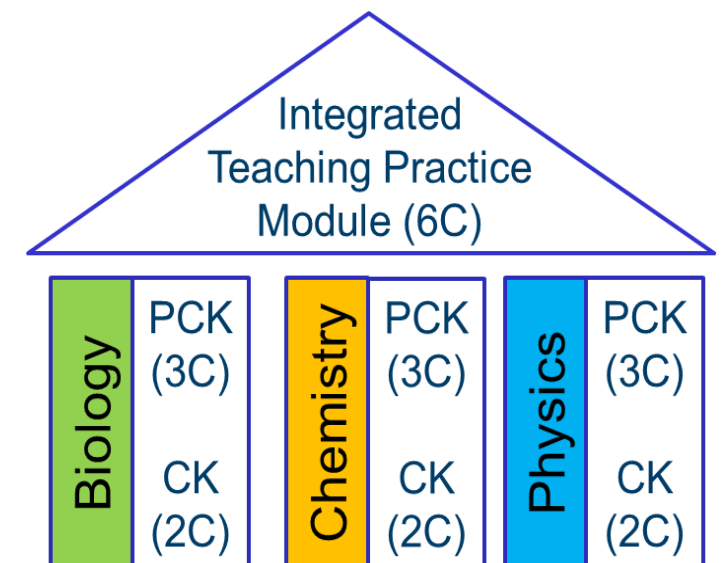 Integrated
Teaching Practice
Module (6C)
Biology
PCK
(3C)
CK
(2C)
Chemistry
PCK
(3C)
CK
(2C)
Physics
PCK
(3C)
CK
(2C)